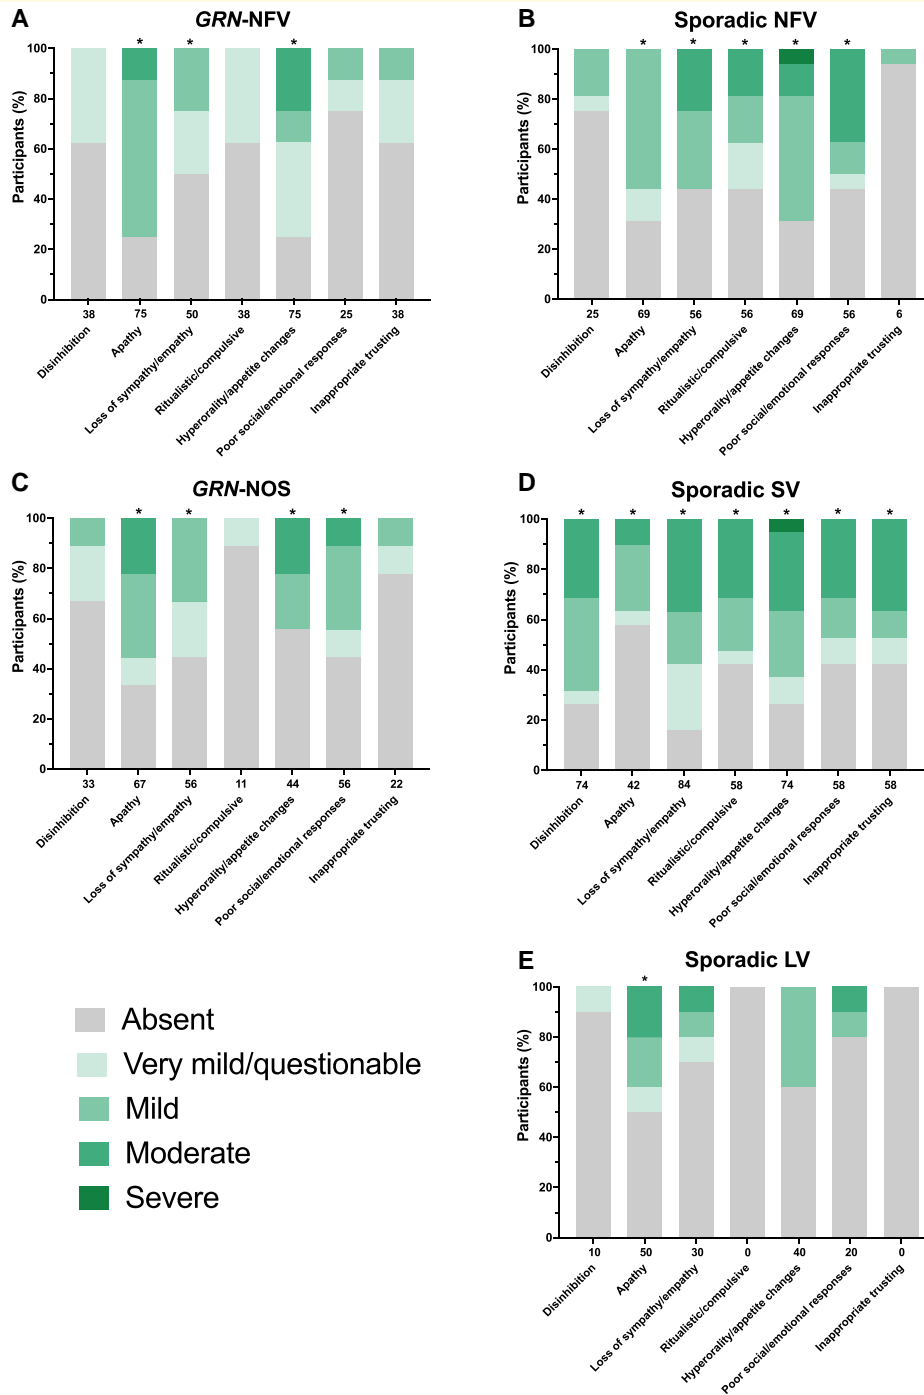 A
GRN-NFV
* * *
Participants (%)
100
80
60
40
20
0
38 75 50 38 75 25 38
Disinhibition
Apathy
Loss of sympathy/empathy
Ritualistic/compulsive
Hyperorality/appetite changes
Poor social/emotional responses
Inappropriate trusting
B
Sporadic NFV
* * * * *
Participants (%)
100
80
60
40
20
0
25 69 56 56 69 56 6
Disinhibition
Apathy
Loss of sympathy/empathy
Ritualistic/compulsive
Hyperorality/appetite changes
Poor social/emotional responses
Inappropriate trusting
C
GRN-NOS
* * * *
Participants (%)
100
80
60
40
20
0
33 67 56 11 44 56 22
Disinhibition
Apathy
Loss of sympathy/empathy
Ritualistic/compulsive
Hyperorality/appetite changes
Poor social/emotional responses
Inappropriate trusting
D
Sporadic SV
* * * * * * *
Participants (%)
100
80
60
40
20
0
74 42 84 58 74 58 58
Disinhibition
Apathy
Loss of sympathy/empathy
Ritualistic/compulsive
Hyperorality/appetite changes
Poor social/emotional responses
Inappropriate trusting
E
Sporadic LV
*
Participants (%)
100
80
60
40
20
0
10 50 30 0 40 20 0
Disinhibition
Apathy
Loss of sympathy/empathy
Ritualistic/compulsive
Hyperorality/appetite changes
Poor social/emotional responses
Inappropriate trusting
Absent
Very mild/questionable
Mild
Moderate
Severe